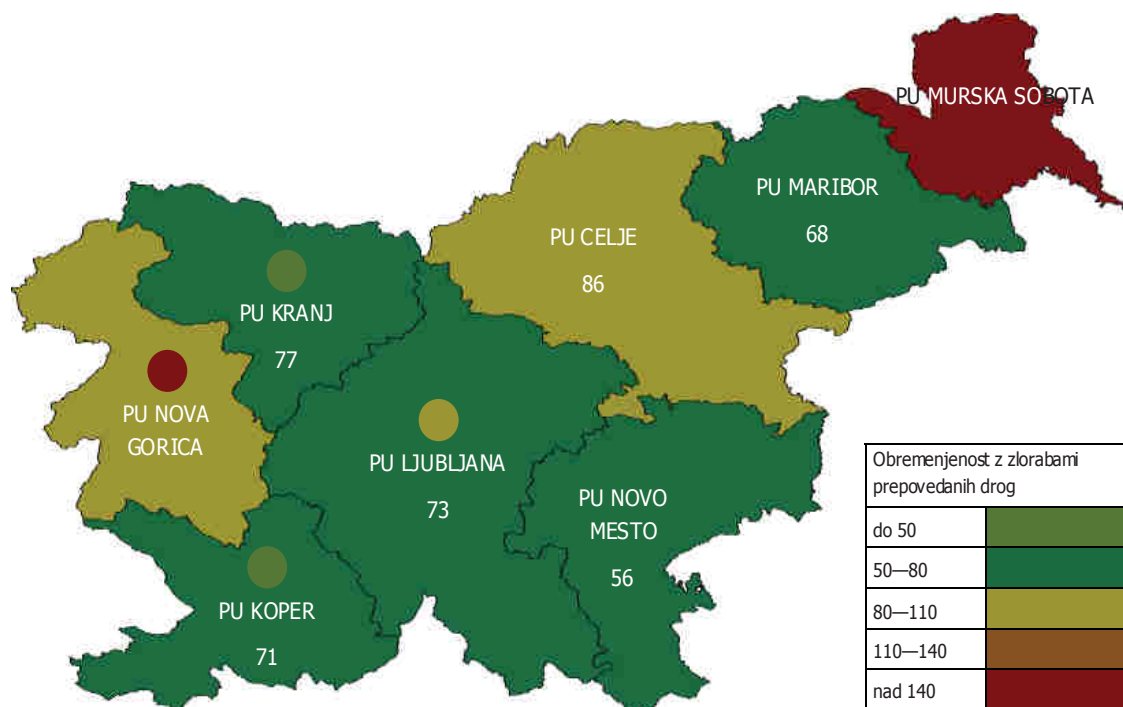 PU MURSKA SOBOTA
PU MARIBOR
68
PU CELJE
86
PU KRANJ
77
PU NOVA
GORICA
PU LJUBLJANA
73
PU NOVO
MESTO
56
PU KOPER
71
Obremenjenost z zlorabami
prepovedanih drog
do 50
50—80
80—110
110—140
nad 140